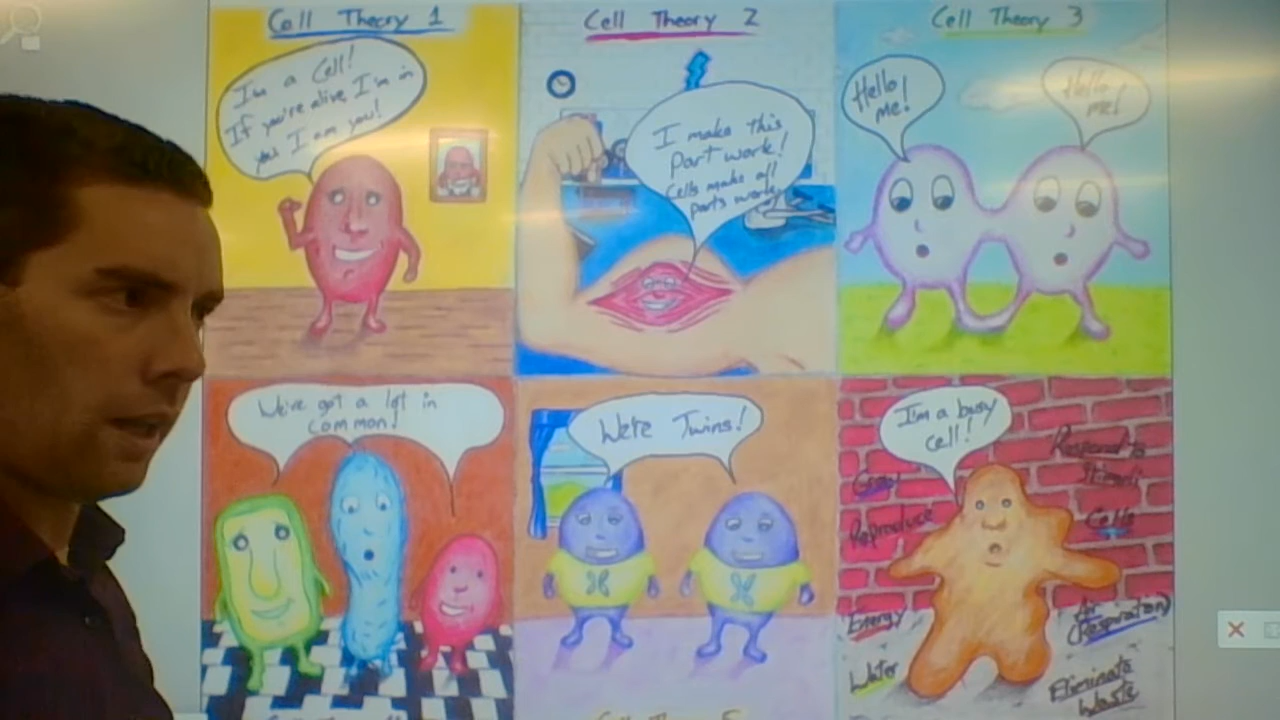 Cell Theory 1
I'm a Cell!
If you're alive, I'm in
you I am you!
Cell Theory 2
I make this
part work!
Cells make all
parts work
Cell Theory 3
Hello
me!
Hello
me!
We've got a lot in
common!
We're Twins!
I'm a busy
cell!
Grow
Reproduce
Energy
Water
Respond to
Stimuli
Cells
Air
(Respiration)
Eliminate
Waste